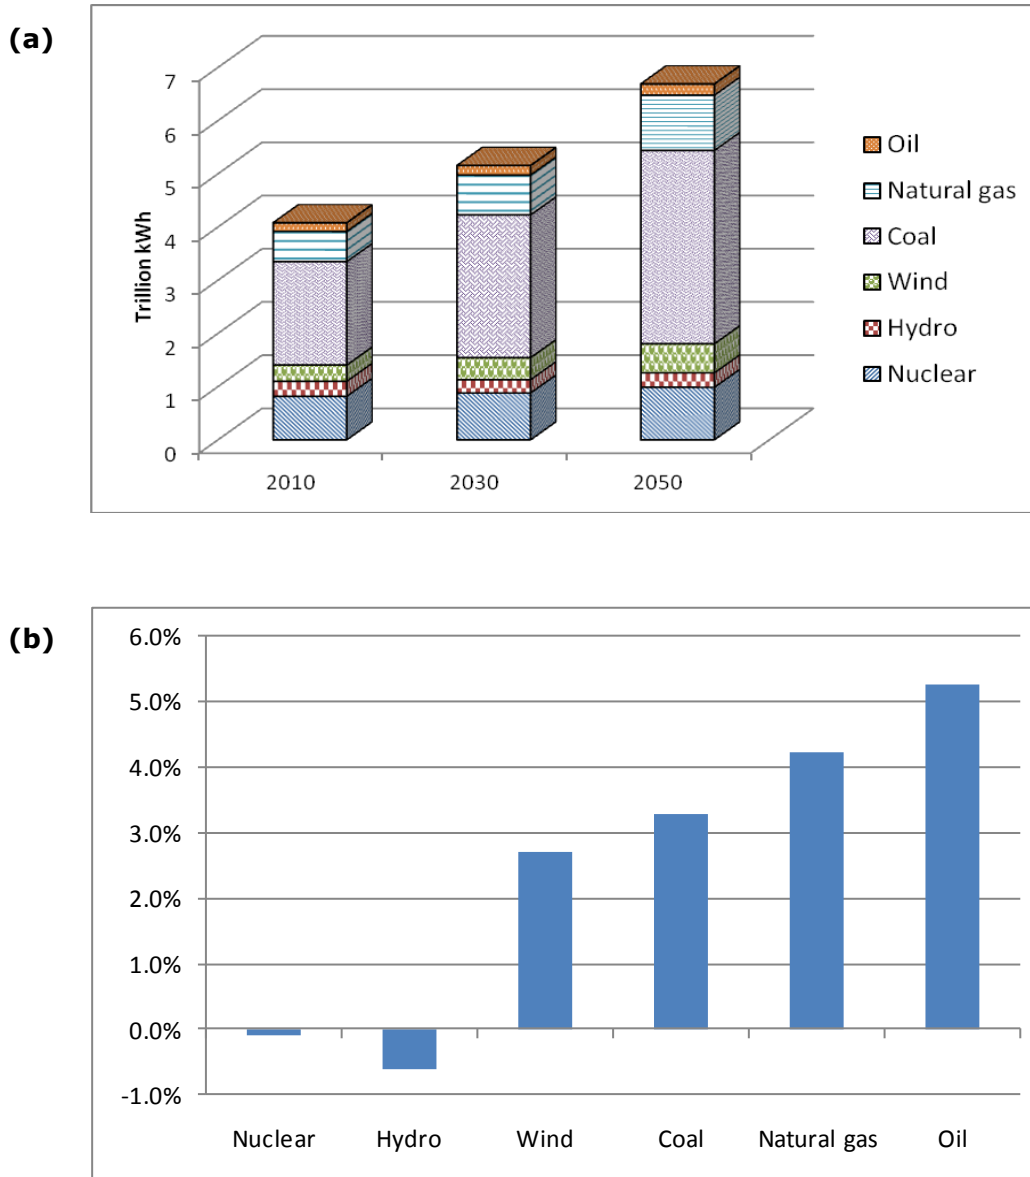 (a)
7
6
5
4
3
2
1
0
Trillion kWh
2010 2030 2050
Oil
Natural gas
Coal
Wind
Hydro
Nuclear
(b)
6.0%
5.0%
4.0%
3.0%
2.0%
1.0%
0.0%
-1.0%
Nuclear Hydro Wind Coal Natural gas Oil